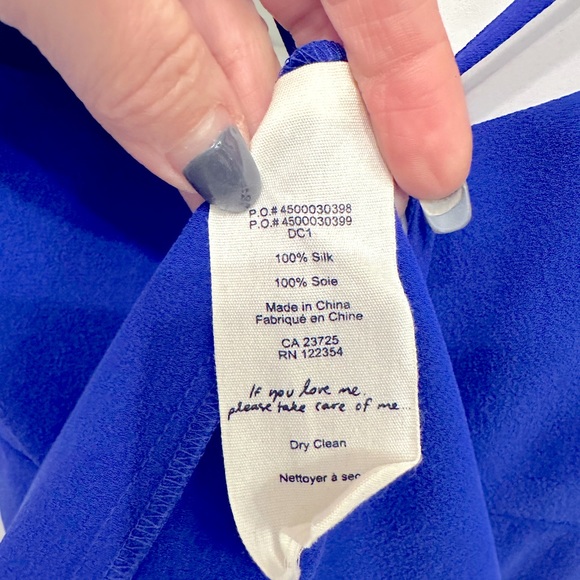 P.O.# 4500030398
P.O.# 4500030399
DC1
100% Silk
100% Soie
Made in China
Fabriqué en Chine
CA 23725
RN 122354
If you love me,
please take care of me...
Dry Clean
Nettoyer à sec